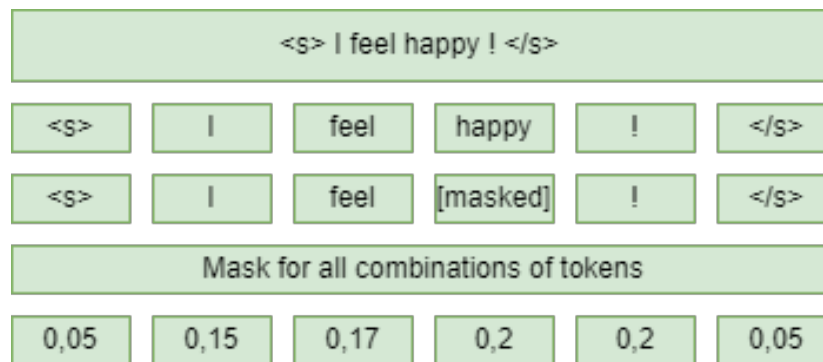 <s> I feel happy ! </s>
<s> I feel happy ! </s>
<s> I feel [masked] ! </s>
Mask for all combinations of tokens
0,05 0,15 0,17 0,2 0,2 0,05